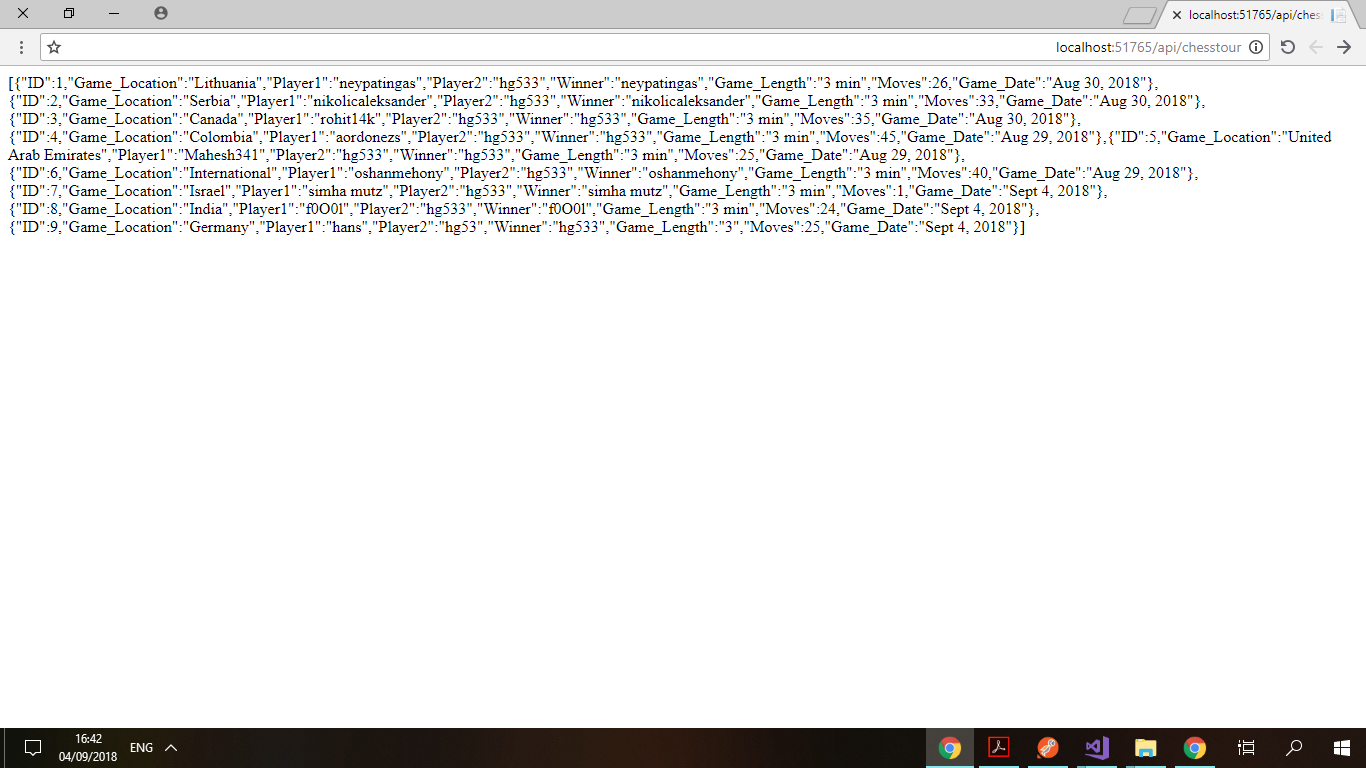 localhost:51765/api/ches
localhost:51765/api/chesstour
[{"ID":1,"Game_Location":"Lithuania","Player1":"neypatingas","Player2":"hg533","Winner":"neypatingas","Game_Length":"3 min","Moves":26,"Game_Date":"Aug 30, 2018"},
{"ID":2,"Game_Location":"Serbia","Player1":"nikolicaleksander","Player2":"hg533","Winner":"nikolicaleksander","Game_Length":"3 min","Moves":33,"Game_Date":"Aug 30, 2018"},
{"ID":3,"Game_Location":"Canada","Player1":"rohit14k","Player2":"hg533","Winner":"hg533","Game_Length":"3 min","Moves":35,"Game_Date":"Aug 30, 2018"},
{"ID":4,"Game_Location":"Colombia","Player1":"aordonezs","Player2":"hg533","Winner":"hg533","Game_Length":"3 min","Moves":45,"Game_Date":"Aug 29, 2018"},{"ID":5,"Game_Location":"United
Arab Emirates","Player1":"Mahesh341","Player2":"hg533","Winner":"hg533","Game_Length":"3 min","Moves":25,"Game_Date":"Aug 29, 2018"},
{"ID":6,"Game_Location":"International","Player1":"oshanmehony","Player2":"hg533","Winner":"oshanmehony","Game_Length":"3 min","Moves":40,"Game_Date":"Aug 29, 2018"},
{"ID":7,"Game_Location":"Israel","Player1":"simha mutz","Player2":"hg533","Winner":"simha mutz","Game_Length":"3 min","Moves":1,"Game_Date":"Sept 4, 2018"},
{"ID":8,"Game_Location":"India","Player1":"f0O0l","Player2":"hg533","Winner":"f0O0l","Game_Length":"3 min","Moves":24,"Game_Date":"Sept 4, 2018"},
{"ID":9,"Game_Location":"Germany","Player1":"hans","Player2":"hg53","Winner":"hg533","Game_Length":"3","Moves":25,"Game_Date":"Sept 4, 2018"}]
16:42
04/09/2018
ENG